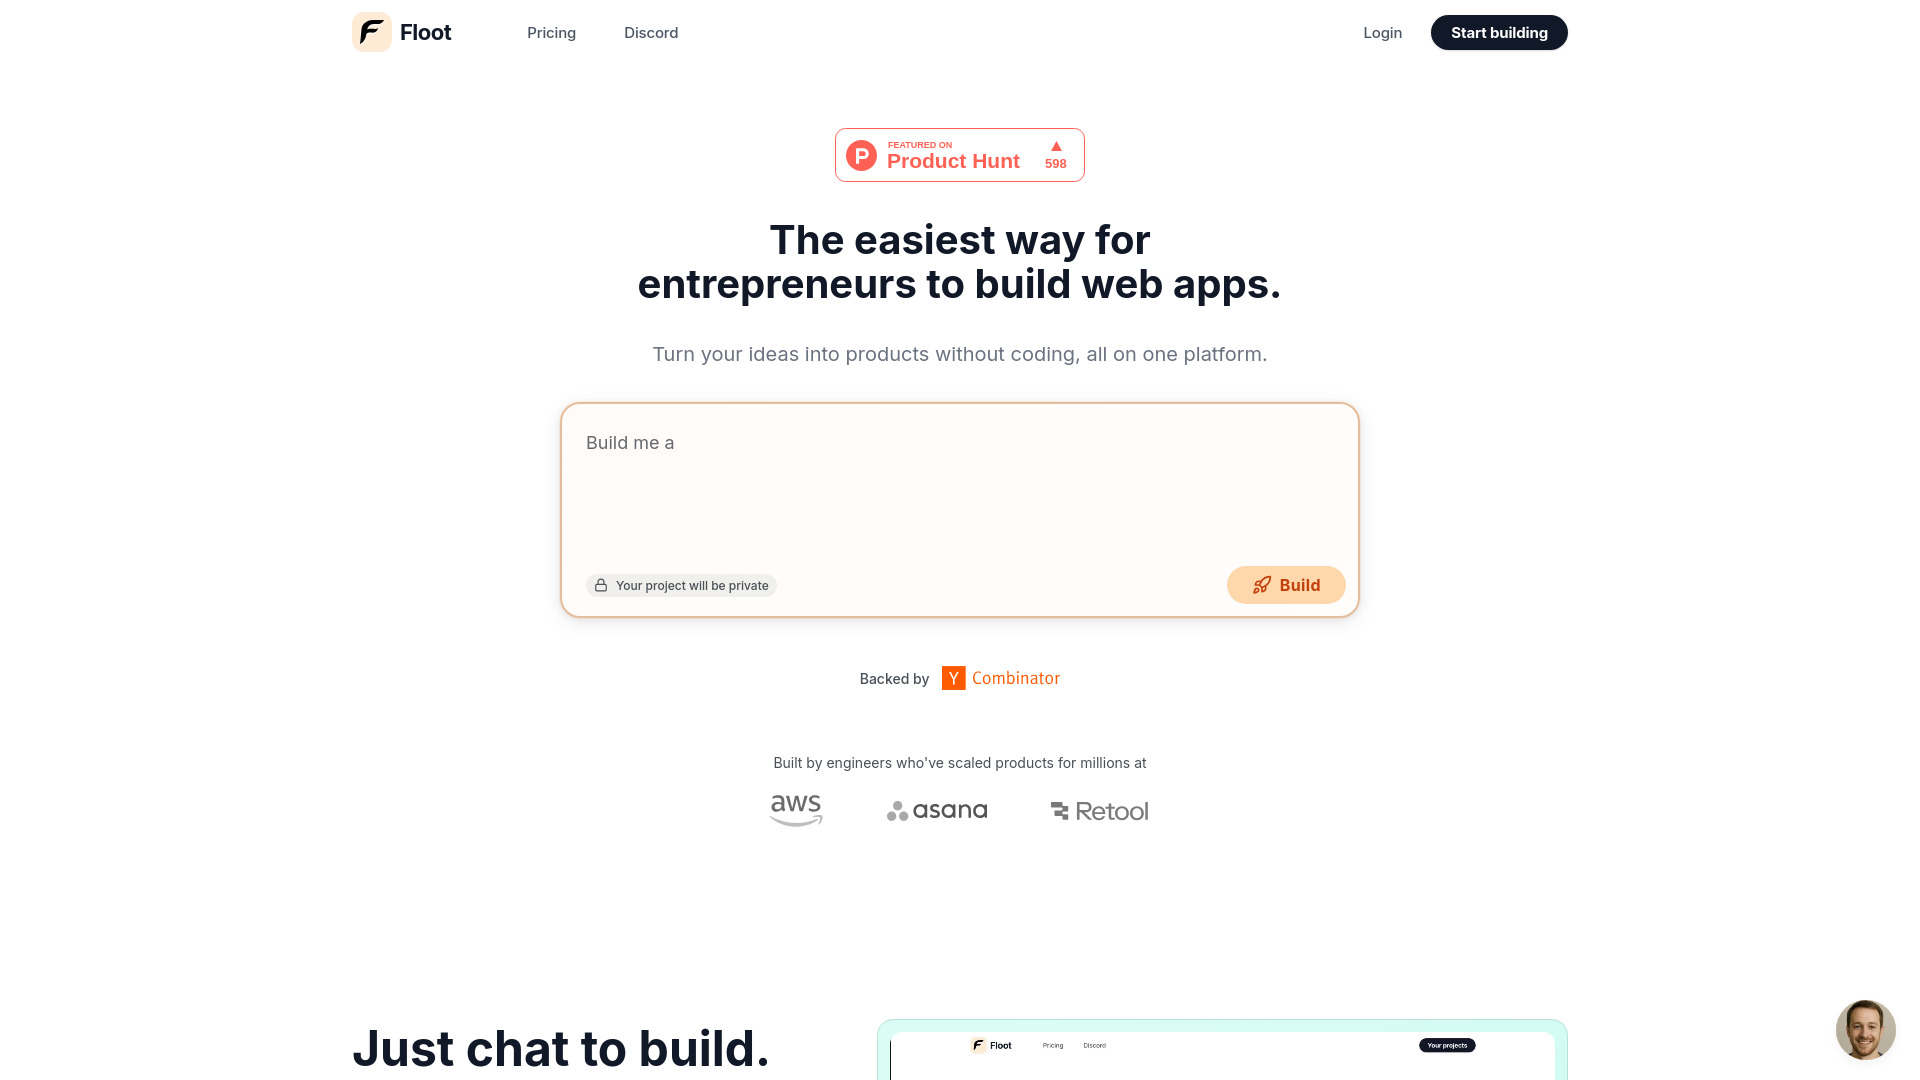 Floot
Pricing
Discord
Login
Start building
FEATURED ON
Product Hunt
598
The easiest way for
entrepreneurs to build web apps.
Turn your ideas into products without coding, all on one platform.
Build me a
Your project will be private
Build
Backed by
Y Combinator
Built by engineers who've scaled products for millions at
aws
asana
Retool
Just chat to build.
Floot
Pricing
Discord
Your projects